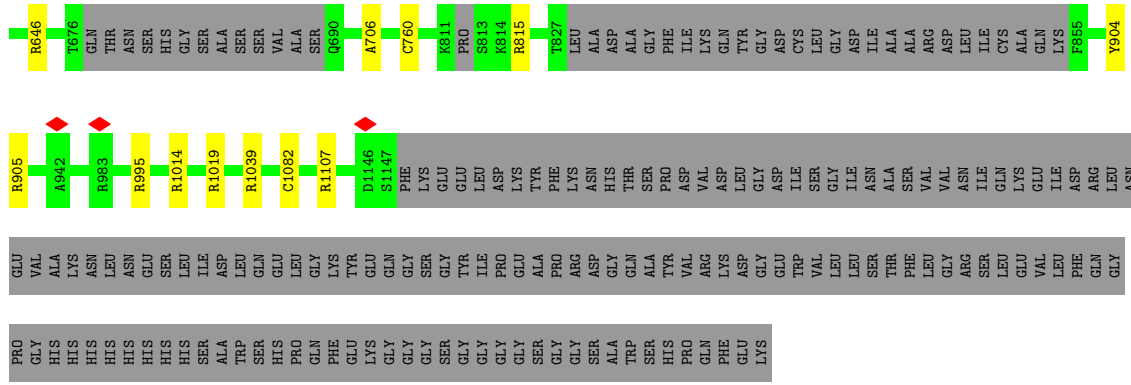 R646 T676 GLN THR ASN SER HIS GLY SER ALA SER SER VAL ALA SER Q690 A706 C760 K811 PRO S813 K814 R815 T827 LEU ALA ASP ALA GLY PHE ILE LYS GLN TYR GLY ASP CYS LEU GLY ASP ILE ALA ALA ARG ASP LEU ILE CYS ALA GLN LYS F855 Y904
R905 A942 R983 R995 R1014 R1019 R1039 C1082 R1107 D1146 S1147 PHE LYS GLU GLU LEU ASP LYS TYR PHE LYS ASN HIS THR SER PRO ASP VAL ASP LEU GLY ASP ILE SER GLY ILE ASN ALA SER VAL VAL ASN ILE GLN LYS GLU ILE ASP ARG LEU ASN
GLU VAL ALA LYS ASN LEU ASN GLU SER LEU ILE ASP LEU GLN GLU LEU GLY LYS TYR GLU GLN GLY SER GLY TYR ILE PRO GLU ALA PRO ARG ASP GLY GLN ALA TYR VAL ARG LYS ASP GLY GLU TRP VAL LEU LEU SER THR PHE LEU GLY ARG SER LEU GLU VAL LEU PHE GLN GLY
PRO GLY HIS HIS HIS HIS HIS HIS HIS HIS SER ALA TRP SER HIS PRO GLN PHE GLU LYS GLY GLY GLY SER GLY GLY GLY GLY SER GLY GLY SER ALA TRP SER HIS PRO GLN PHE GLU LYS